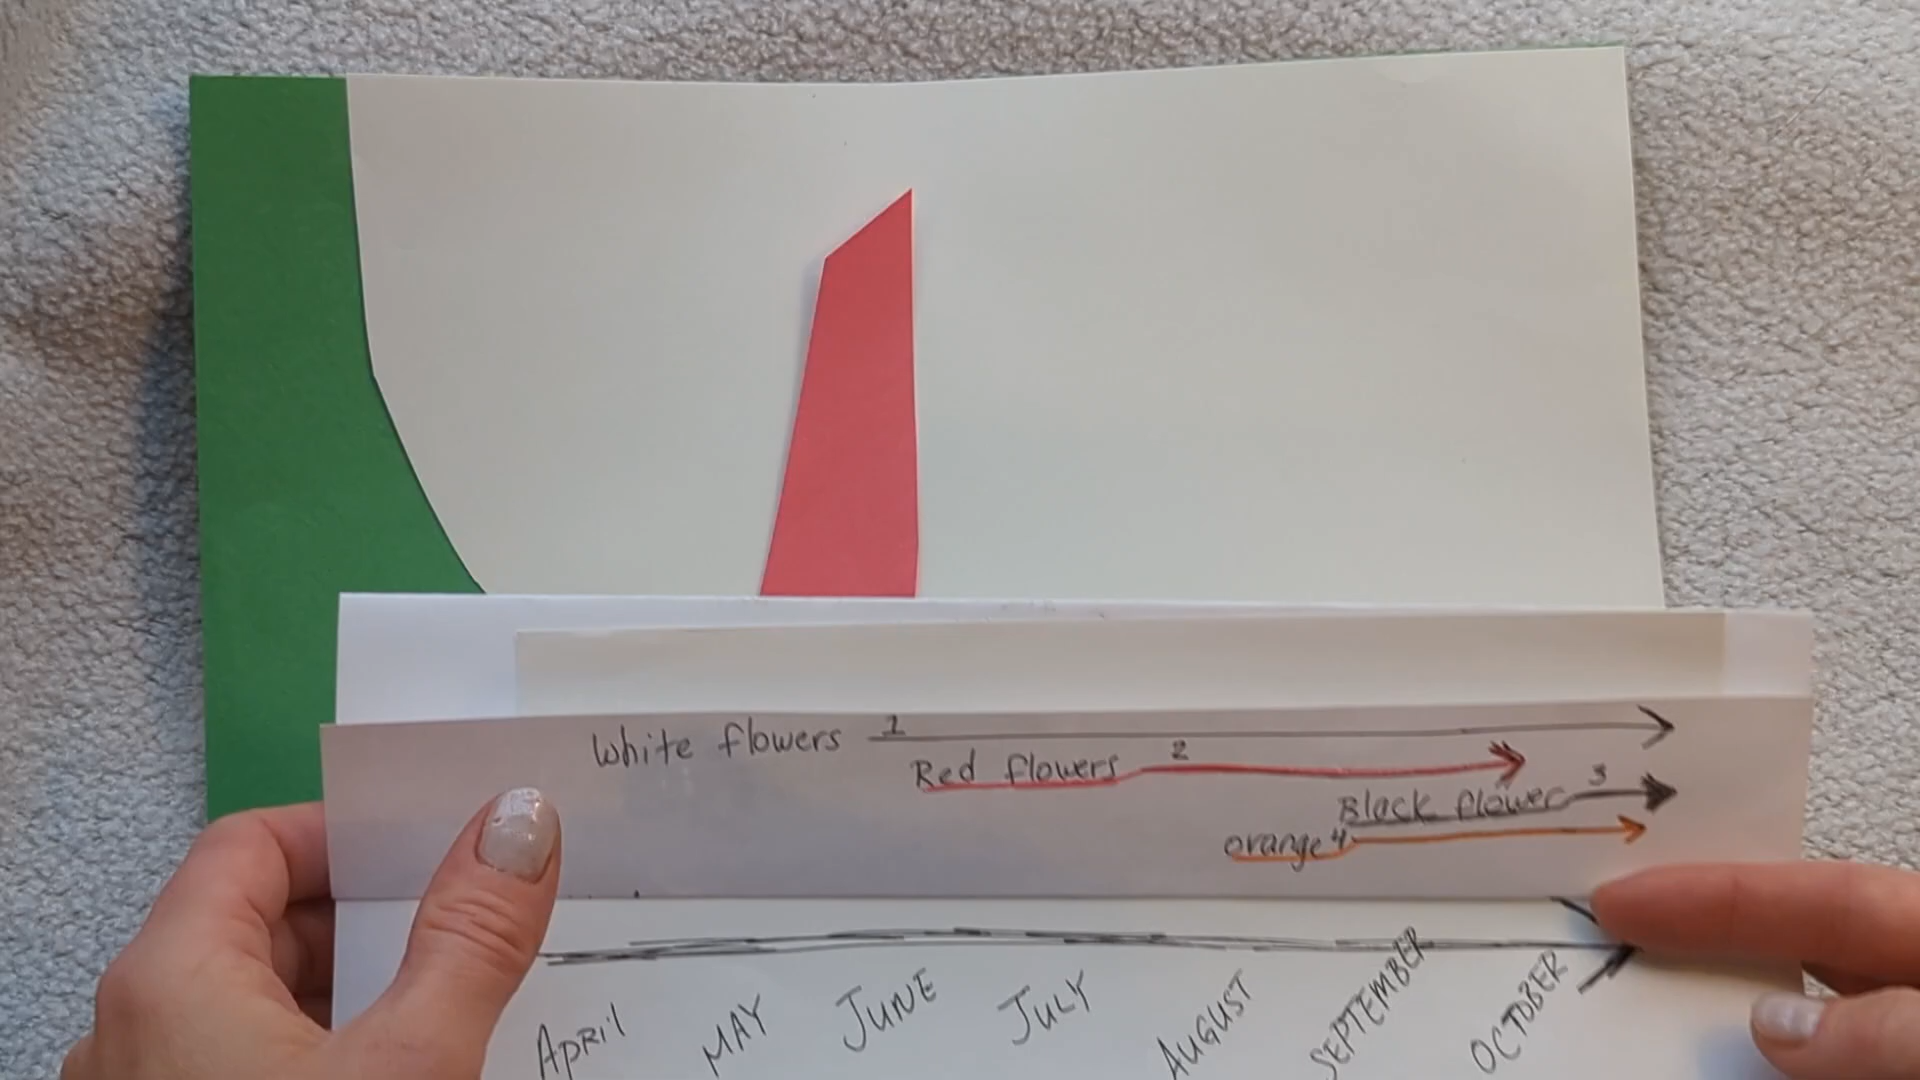 White flowers 1
Red flowers 2
Black flower 3
orange 4
APRIL MAY JUNE JULY AUGUST SEPTEMBER OCTOBER